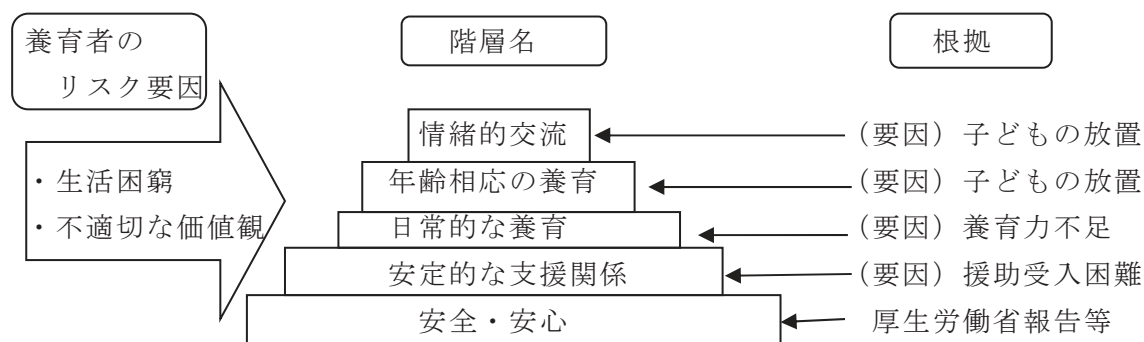 養育者の
リスク要因
階層名
根拠
・生活困窮
・不適切な価値観
情緒的交流
年齢相応の養育
日常的な養育
安定的な支援関係
安全・安心
（要因）子どもの放置
（要因）子どもの放置
（要因）養育力不足
（要因）援助受入困難
厚生労働省報告等